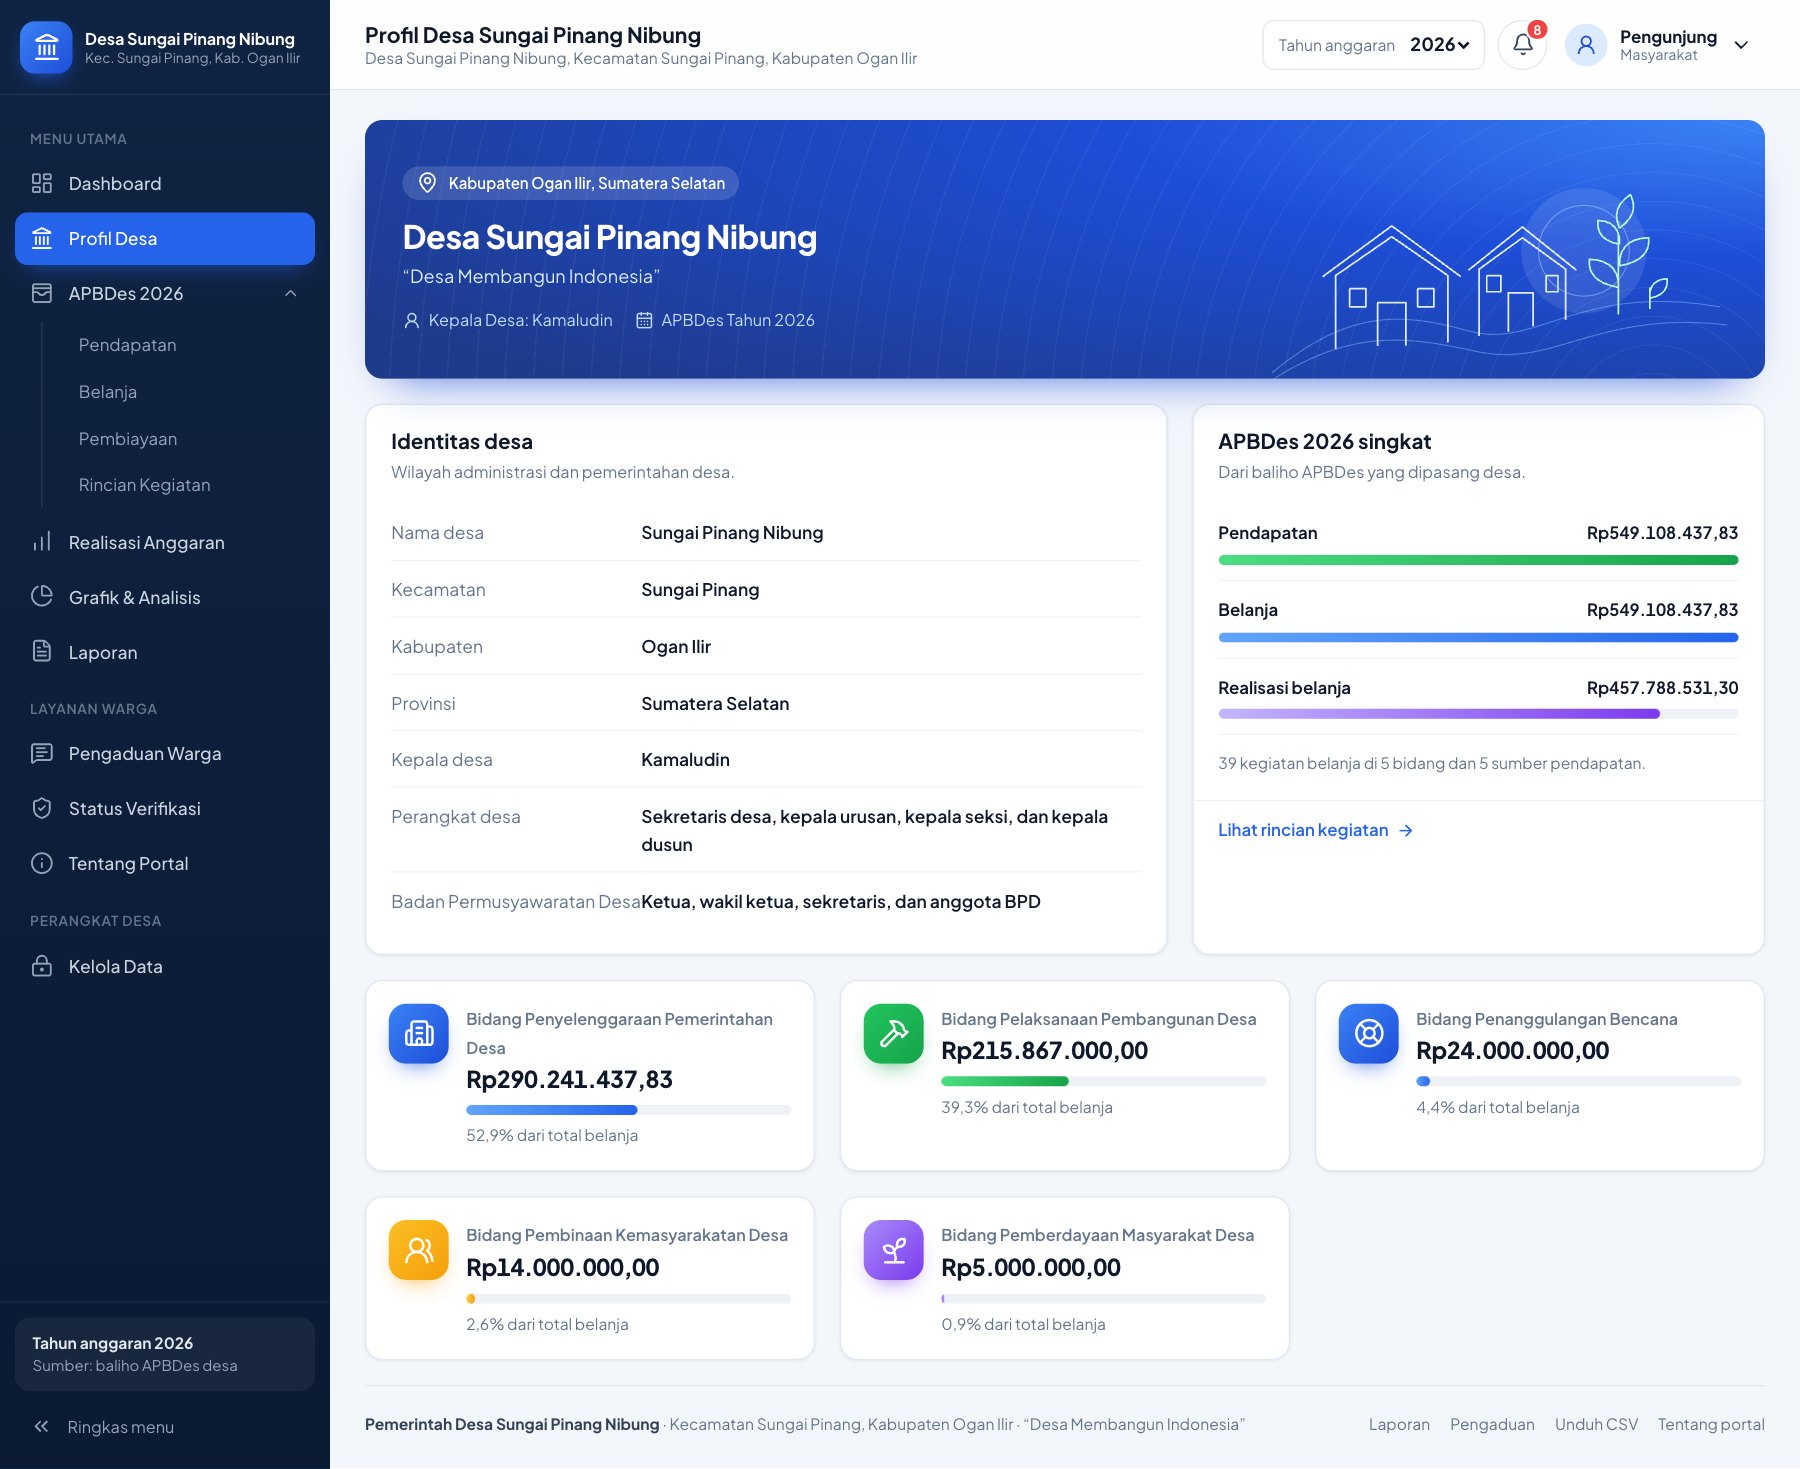 Desa Sungai Pinang Nibung
Kec. Sungai Pinang, Kab. Ogan Ilir
MENU UTAMA
Dashboard
Profil Desa
APBDes 2026
Pendapatan
Belanja
Pembiayaan
Rincian Kegiatan
Realisasi Anggaran
Grafik & Analisis
Laporan
LAYANAN WARGA
Pengaduan Warga
Status Verifikasi
Tentang Portal
PERANGKAT DESA
Kelola Data
Tahun anggaran 2026
Sumber: baliho APBDes desa
Ringkas menu
Profil Desa Sungai Pinang Nibung
Desa Sungai Pinang Nibung, Kecamatan Sungai Pinang, Kabupaten Ogan Ilir
Tahun anggaran 2026
8
Pengunjung
Masyarakat
Kabupaten Ogan Ilir, Sumatera Selatan
Desa Sungai Pinang Nibung
“Desa Membangun Indonesia”
Kepala Desa: Kamaludin APBDes Tahun 2026
Identitas desa
Wilayah administrasi dan pemerintahan desa.
Nama desa Sungai Pinang Nibung
Kecamatan Sungai Pinang
Kabupaten Ogan Ilir
Provinsi Sumatera Selatan
Kepala desa Kamaludin
Perangkat desa Sekretaris desa, kepala urusan, kepala seksi, dan kepala
dusun
Badan Permusyawaratan Desa Ketua, wakil ketua, sekretaris, dan anggota BPD
APBDes 2026 singkat
Dari baliho APBDes yang dipasang desa.
Pendapatan Rp549.108.437,83
Belanja Rp549.108.437,83
Realisasi belanja Rp457.788.531,30
39 kegiatan belanja di 5 bidang dan 5 sumber pendapatan.
Lihat rincian kegiatan →
Bidang Penyelenggaraan Pemerintahan
Desa
Rp290.241.437,83
52,9% dari total belanja
Bidang Pelaksanaan Pembangunan Desa
Rp215.867.000,00
39,3% dari total belanja
Bidang Penanggulangan Bencana
Rp24.000.000,00
4,4% dari total belanja
Bidang Pembinaan Kemasyarakatan Desa
Rp14.000.000,00
2,6% dari total belanja
Bidang Pemberdayaan Masyarakat Desa
Rp5.000.000,00
0,9% dari total belanja
Pemerintah Desa Sungai Pinang Nibung · Kecamatan Sungai Pinang, Kabupaten Ogan Ilir · “Desa Membangun Indonesia”
Laporan Pengaduan Unduh CSV Tentang portal